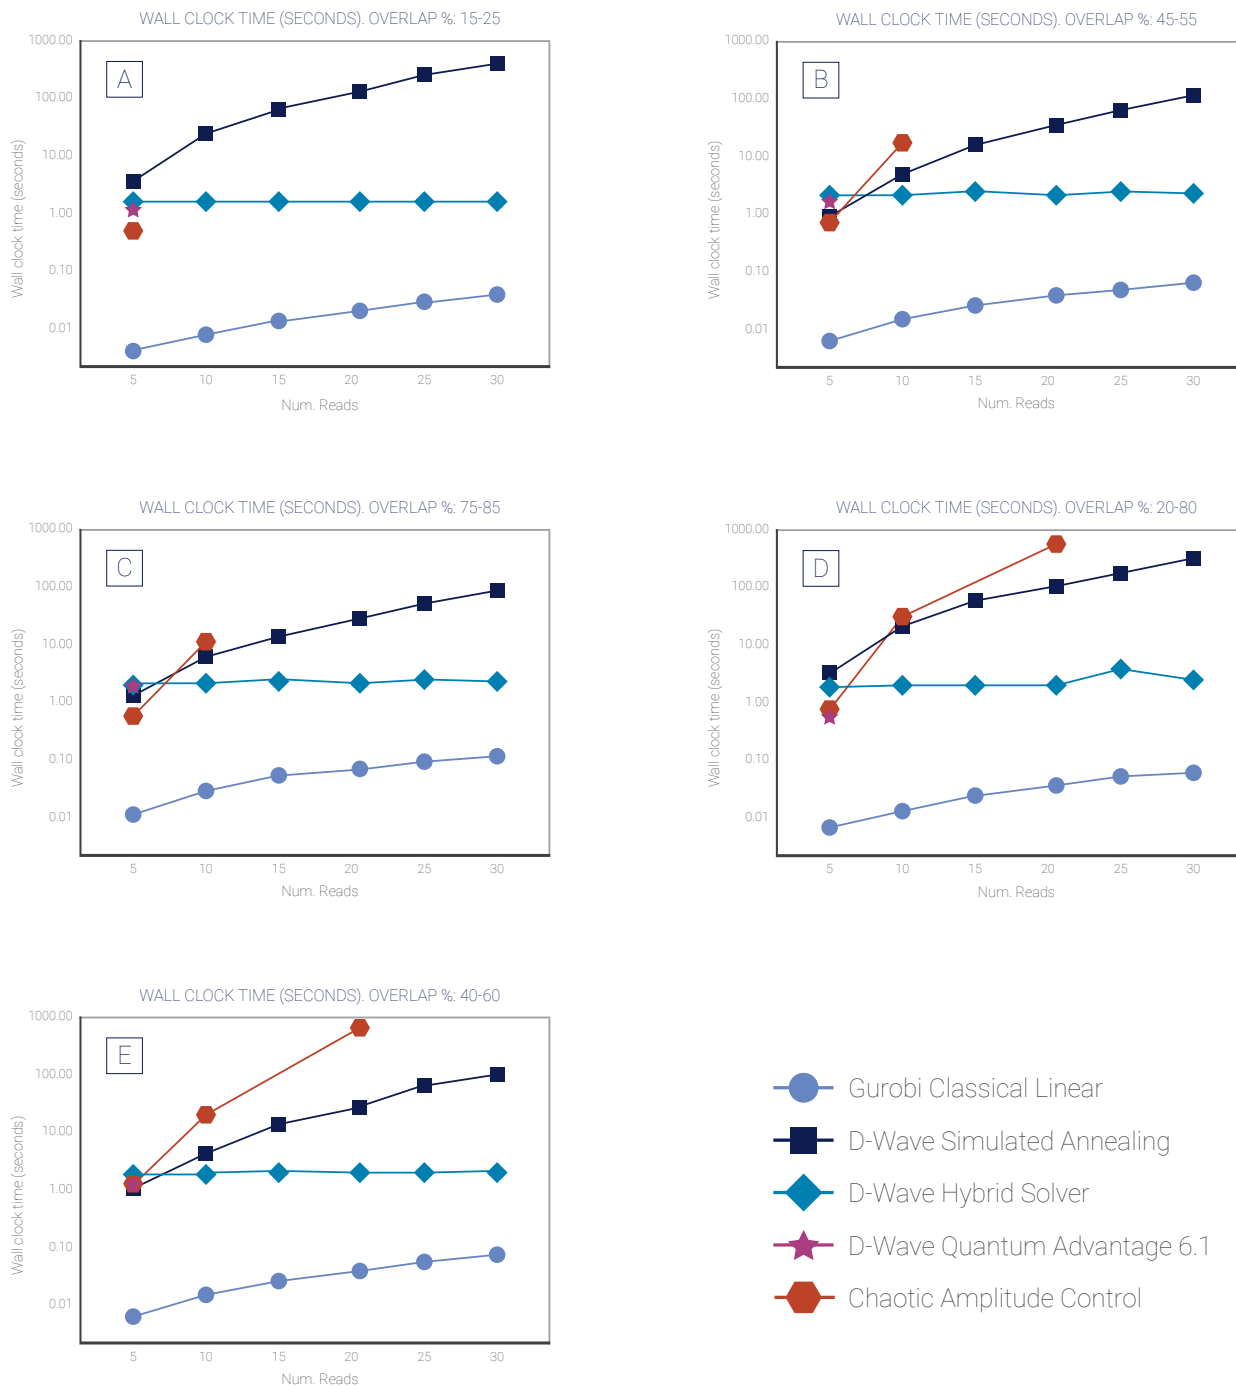 WALL CLOCK TIME (SECONDS). OVERLAP %: 15-25
1000.00
A
100.00
10.00
1.00
0.10
0.01
Wall clock time (seconds)
5 10 15 20 25 30
Num. Reads
WALL CLOCK TIME (SECONDS). OVERLAP %: 45-55
1000.00
B
100.00
10.00
1.00
0.10
0.01
Wall clock time (seconds)
5 10 15 20 25 30
Num. Reads
WALL CLOCK TIME (SECONDS). OVERLAP %: 75-85
1000.00
C
100.00
10.00
1.00
0.10
0.01
Wall clock time (seconds)
5 10 15 20 25 30
Num. Reads
WALL CLOCK TIME (SECONDS). OVERLAP %: 20-80
1000.00
D
100.00
10.00
1.00
0.10
0.01
Wall clock time (seconds)
5 10 15 20 25 30
Num. Reads
WALL CLOCK TIME (SECONDS). OVERLAP %: 40-60
1000.00
E
100.00
10.00
1.00
0.10
0.01
Wall clock time (seconds)
5 10 15 20 25 30
Num. Reads
Gurobi Classical Linear
D-Wave Simulated Annealing
D-Wave Hybrid Solver
D-Wave Quantum Advantage 6.1
Chaotic Amplitude Control